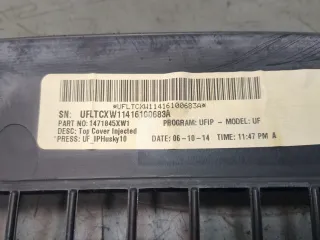 *UFLTCXW11416100683A*
SN: UFLTCXW11416100683A
PART NO: 1471845XW1 PROGRAM: UFIP - MODEL: UF
DESC: Top Cover Injected
PRESS: UF_IPHusky10 DATE: 06-10-14 TIME: 11:47 PM A